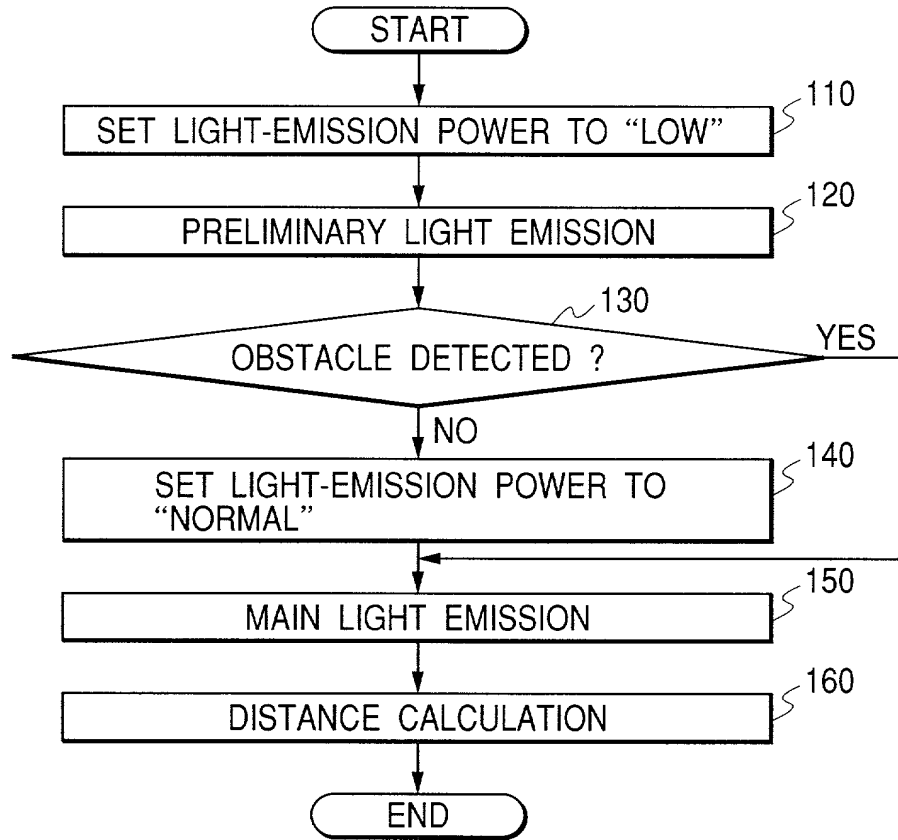 START
110
SET LIGHT-EMISSION POWER TO “LOW”
120
PRELIMINARY LIGHT EMISSION
130
OBSTACLE DETECTED ?
YES
NO
140
SET LIGHT-EMISSION POWER TO
“NORMAL”
150
MAIN LIGHT EMISSION
160
DISTANCE CALCULATION
END